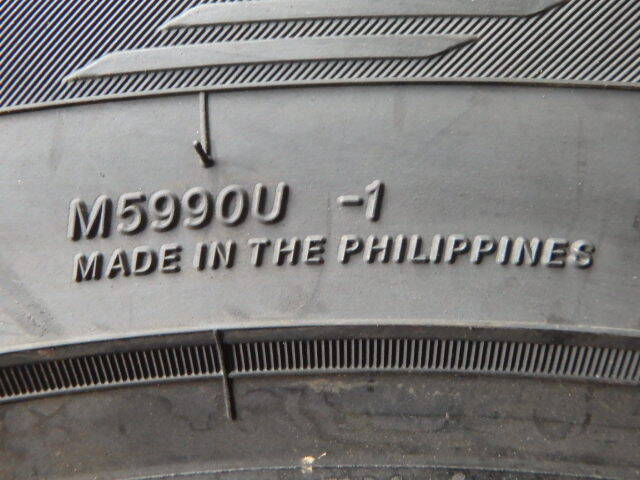 M5990U -1
MADE IN THE PHILIPPINES